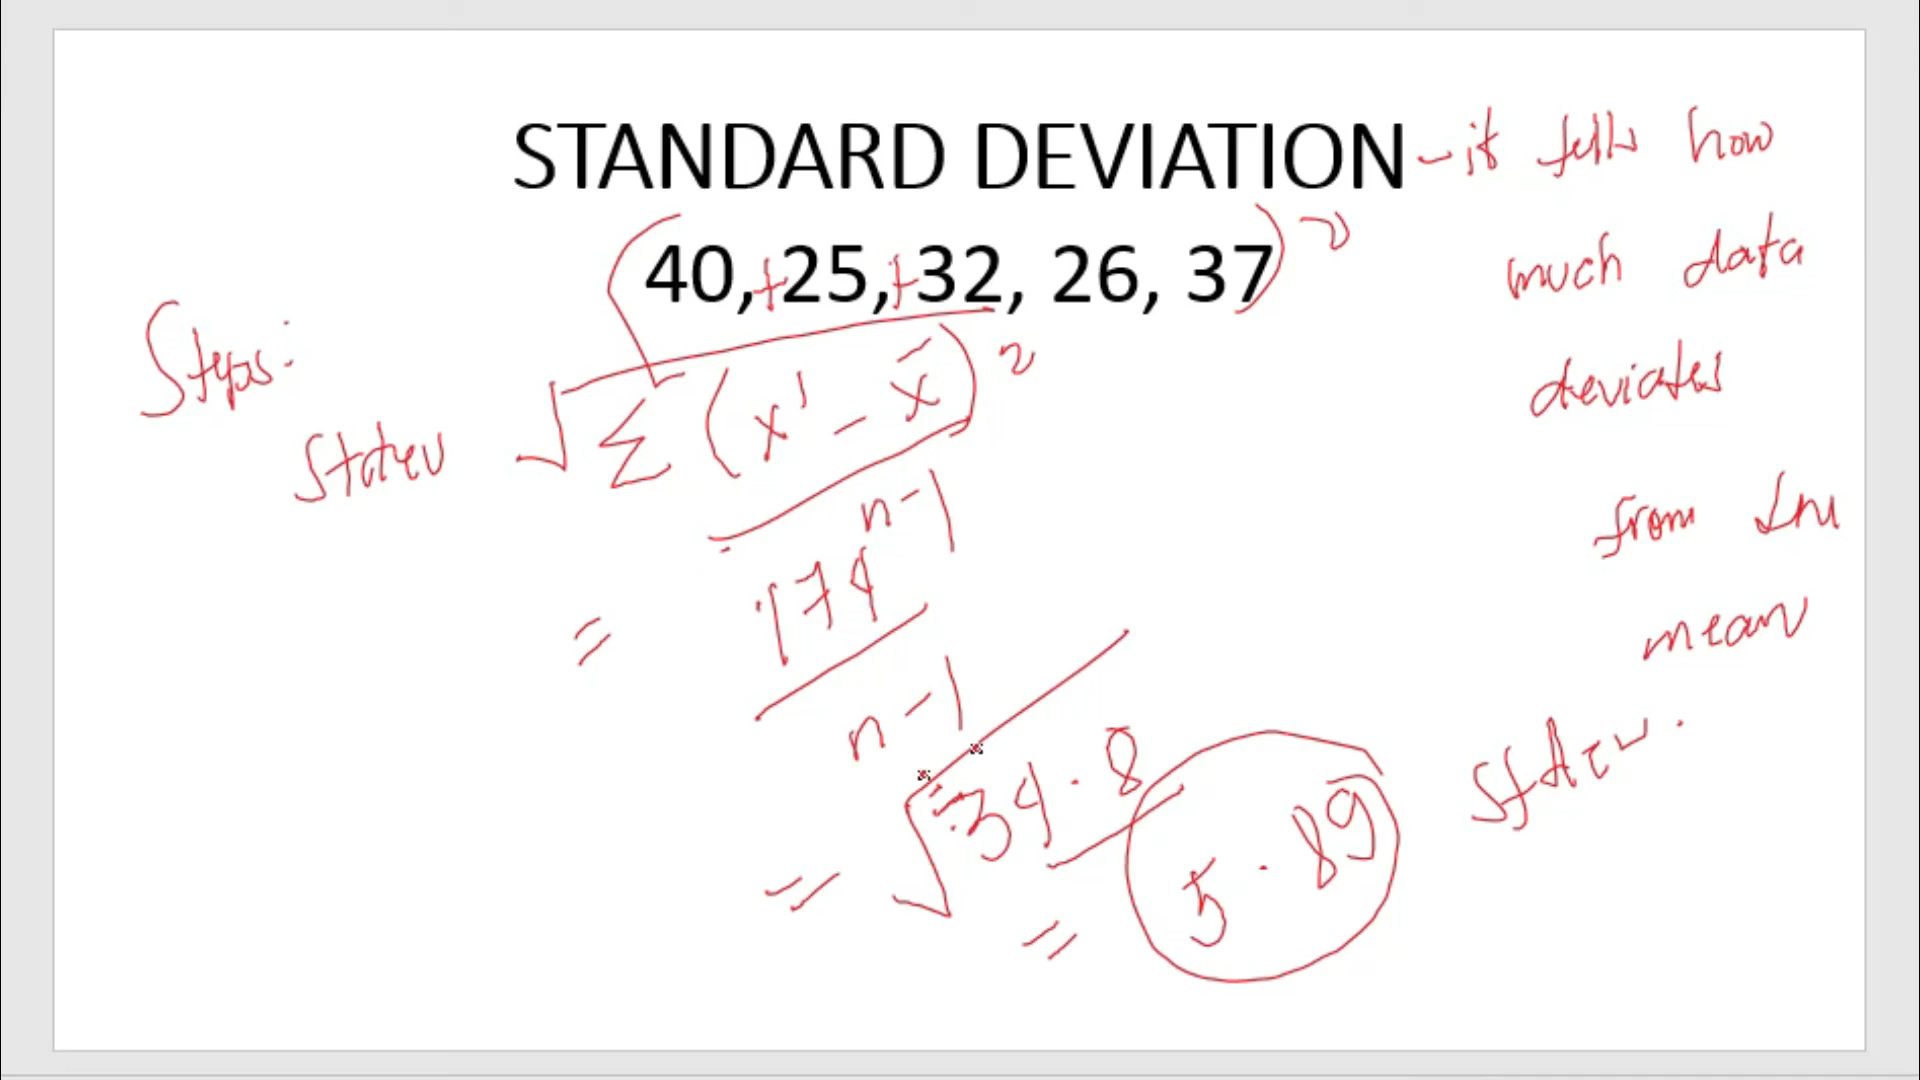 STANDARD DEVIATION - it tells how
(40,+25,+32, 26, 37)²
much data
deviates
from the
mean
Steps:
Stdev √Σ(x' - x̄)²
n-1
= 174
n-1
= √34.8
= 5.89
Stdev.